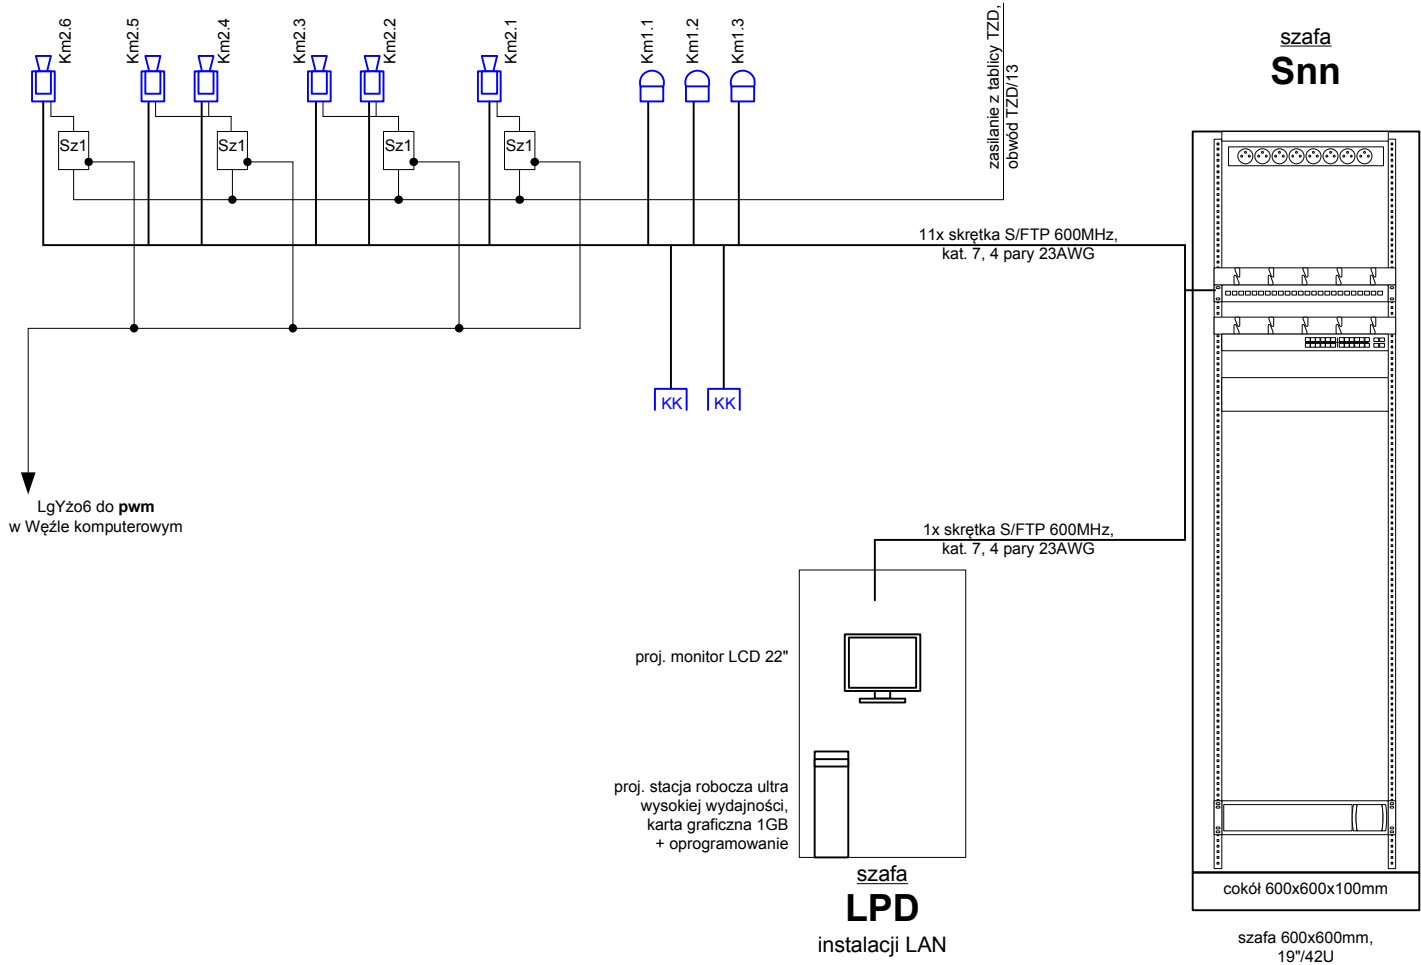 Km2.6
Km2.5
Km2.4
Km2.3
Km2.2
Km2.1
Km1.1
Km1.2
Km1.3
zasilanie z tablicy TZD,
obwód TZD/13
szafa
Snn
Sz1
Sz1
Sz1
Sz1
11x skrętka S/FTP 600MHz,
kat. 7, 4 pary 23AWG
KK
KK
LgYżo6 do pwm
w Węźle komputerowym
1x skrętka S/FTP 600MHz,
kat. 7, 4 pary 23AWG
proj. monitor LCD 22"
proj. stacja robocza ultra
wysokiej wydajności,
karta graficzna 1GB
+ oprogramowanie
szafa
LPD
instalacji LAN
cokół 600x600x100mm
szafa 600x600mm,
19"/42U